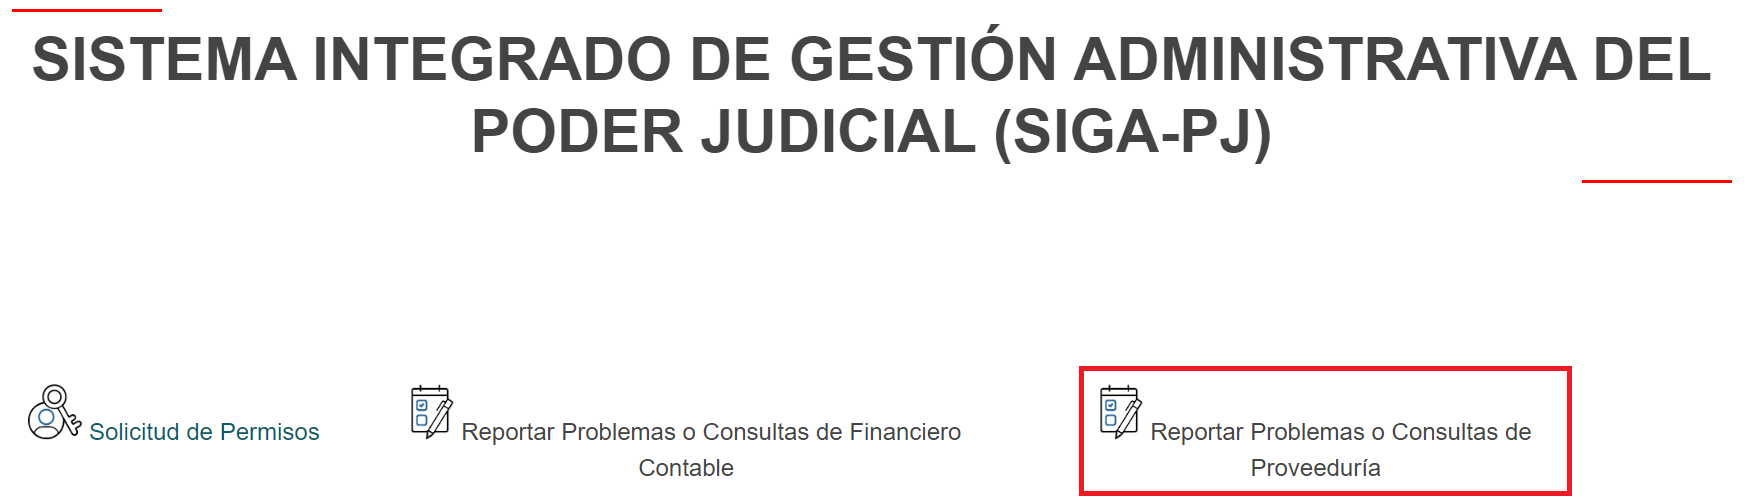 SISTEMA INTEGRADO DE GESTIÓN ADMINISTRATIVA DEL
PODER JUDICIAL (SIGA-PJ)
Solicitud de Permisos
Reportar Problemas o Consultas de Financiero
Contable
Reportar Problemas o Consultas de
Proveeduría